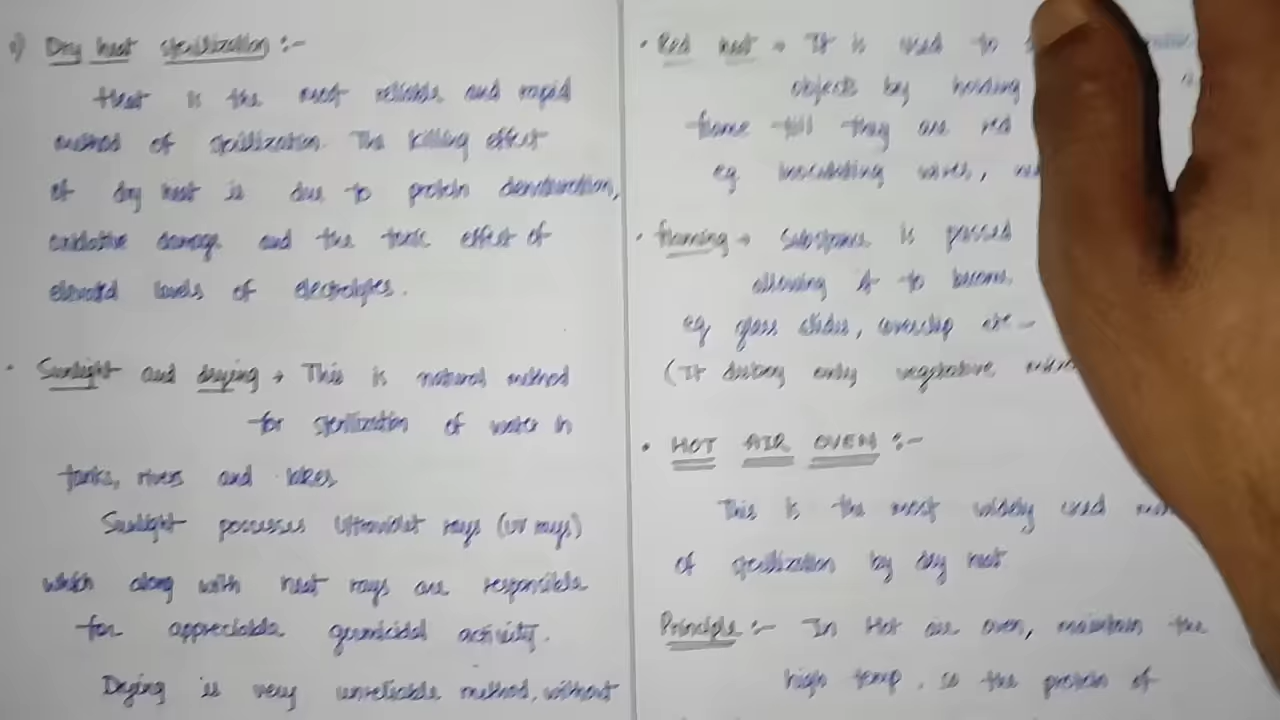 Dry heat sterilization :-
Heat is the most reliable and rapid
method of sterilization. The killing effect
of dry heat is due to protein denaturation,
oxidative damage and the toxic effect of
elevated levels of electrolytes.
• Sunlight and drying → This is natural method
for sterilization of water in
tanks, rivers and lakes
Sunlight possesses Ultraviolet rays (UV rays)
which along with heat rays are responsible
for appreciable germicidal activity.
Drying is very unreliable method, without
• Red heat → It is used to
objects by holding
flame till they are red
eg inoculating wires,
• Flaming → Substance is passed
allowing it to become
eg glass slides, coverslip etc -
(It destroy only vegetative
• HOT AIR OVEN :-
This is the most widely used
of sterilization by dry heat
Principle :- In Hot air oven, maintain the
high temp. so the protein of